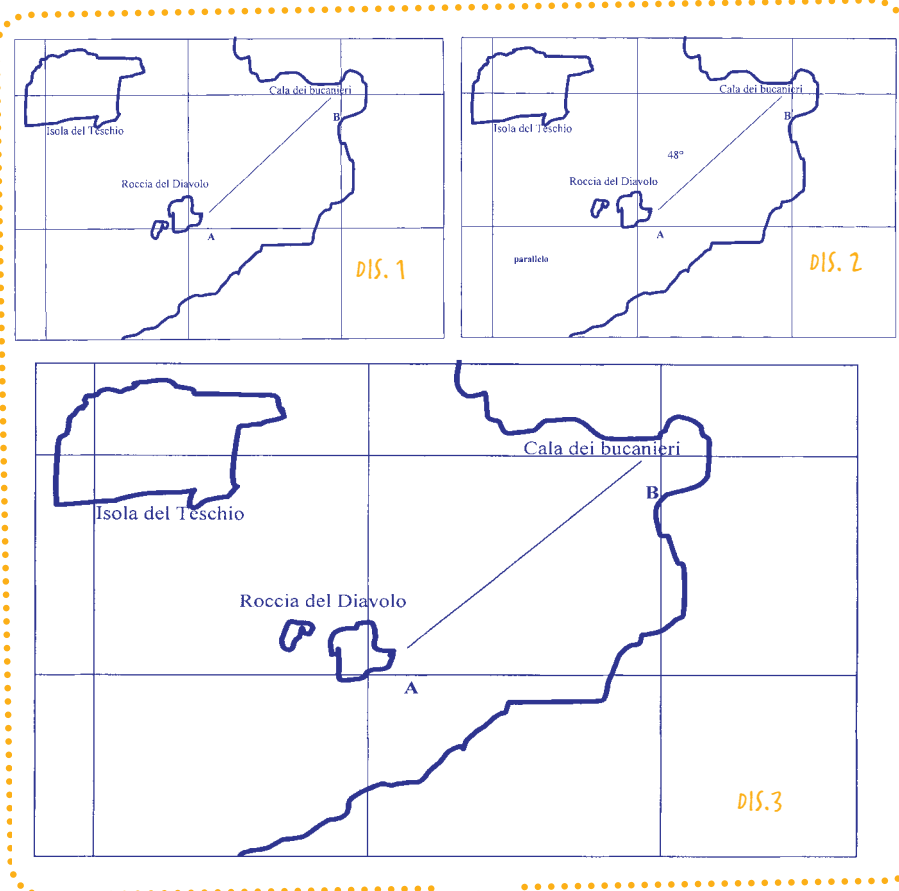 Cala dei bucanieri
B
Isola del Teschio
Roccia del Diavolo
A
DIS. 1
Cala dei bucanieri
B
Isola del Teschio
48°
Roccia del Diavolo
A
parallelo
DIS. 2
Cala dei bucanieri
B
Isola del Teschio
Roccia del Diavolo
A
DIS.3